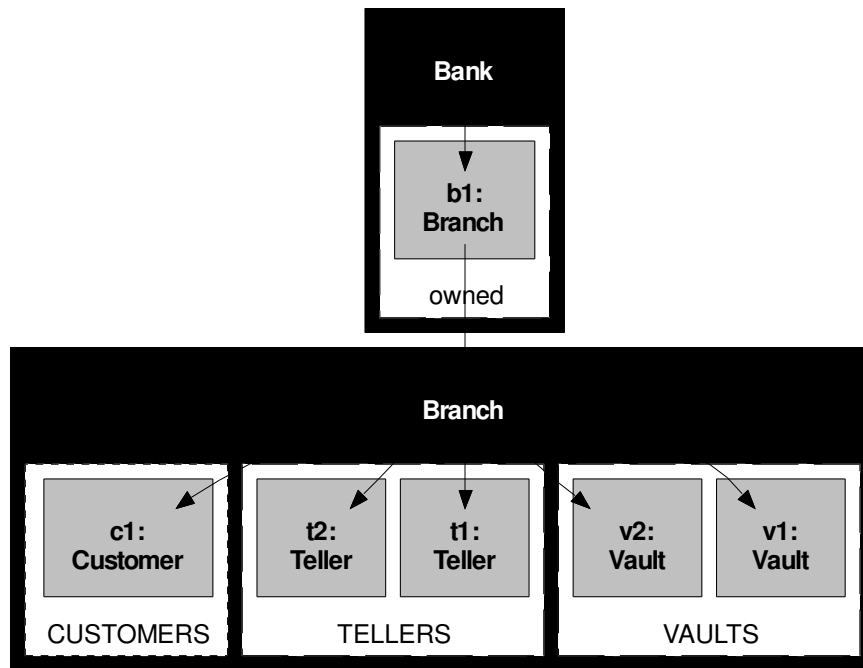 Bank
b1:
Branch
owned
Branch
c1:
Customer
t2:
Teller
t1:
Teller
v2:
Vault
v1:
Vault
CUSTOMERS
TELLERS
VAULTS